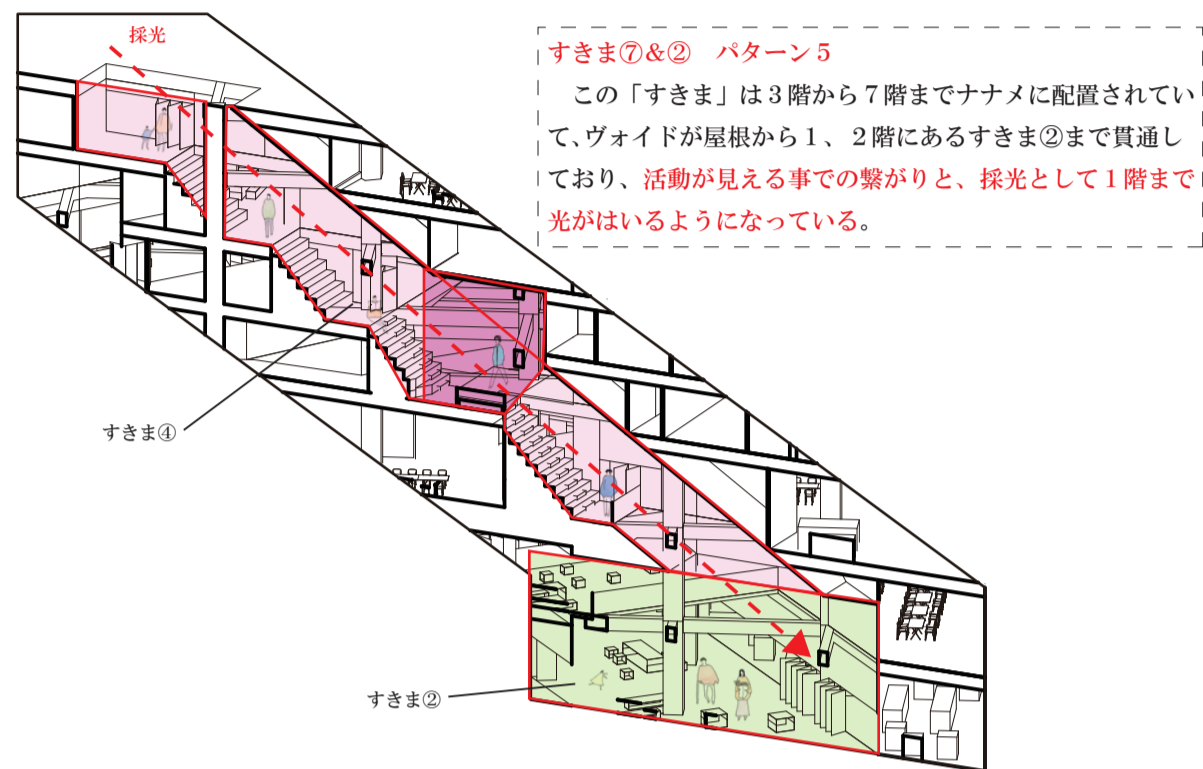 採光
すきま⑦&② パターン5
　この「すきま」は3階から7階までナナメに配置されてい
て、ヴォイドが屋根から1、2階にあるすきま②まで貫通し
ており、活動が見える事での繋がりと、採光として1階まで
光がはいるようになっている。
すきま④
すきま②